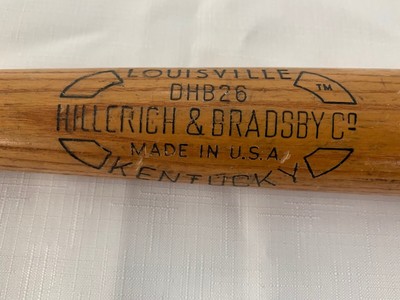 LOUISVILLE
DHB26
TM
HILLERICH & BRADSBY Cº
MADE IN U.S.A.
KENTUCKY